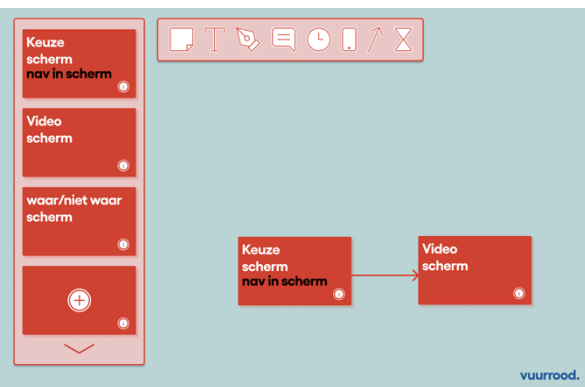 Keuze
scherm
nav in scherm
Video
scherm
waar/niet waar
scherm
Keuze
scherm
nav in scherm
Video
scherm
vuurrood.